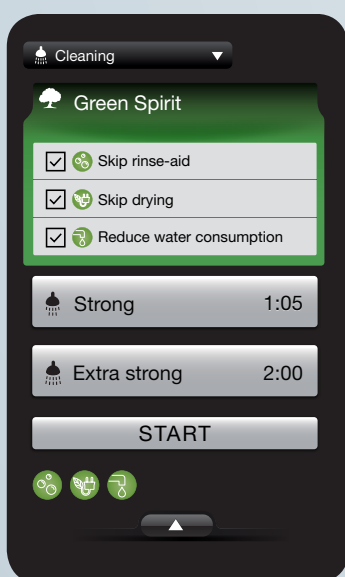 Cleaning
Green Spirit
Skip rinse-aid
Skip drying
Reduce water consumption
Strong 1:05
Extra strong 2:00
START